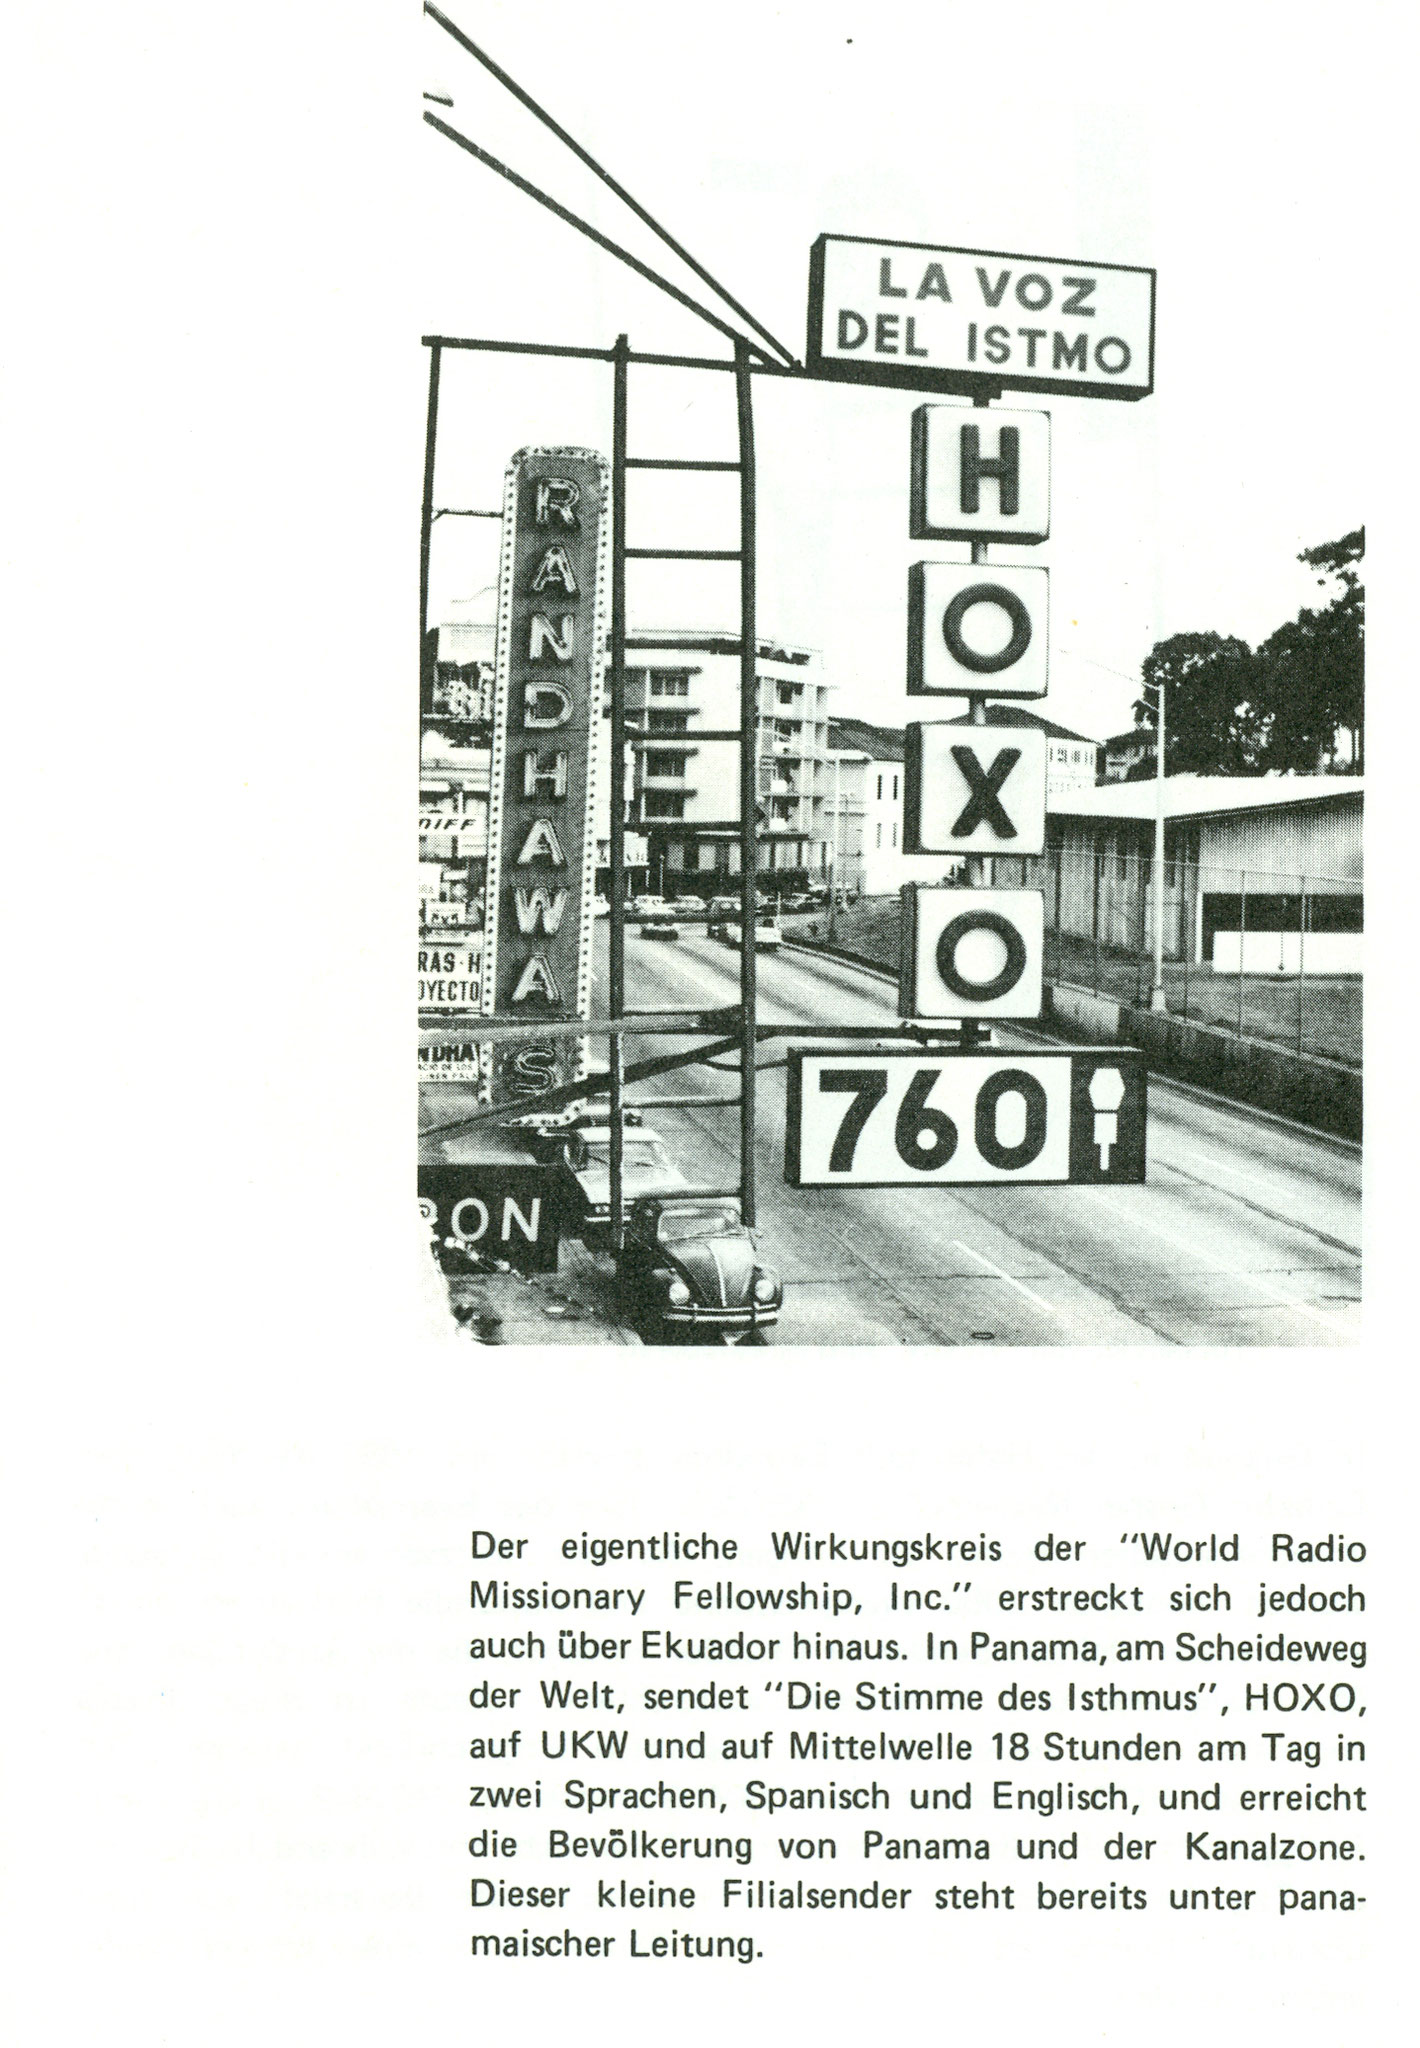 LA VOZ
DEL ISTMO
H
O
X
O
760
RANDHAWAS
RAS-H
RON
Der eigentliche Wirkungskreis der "World Radio
Missionary Fellowship, Inc." erstreckt sich jedoch
auch über Ekuador hinaus. In Panama, am Scheideweg
der Welt, sendet "Die Stimme des Isthmus", HOXO,
auf UKW und auf Mittelwelle 18 Stunden am Tag in
zwei Sprachen, Spanisch und Englisch, und erreicht
die Bevölkerung von Panama und der Kanalzone.
Dieser kleine Filialsender steht bereits unter pana-
maischer Leitung.